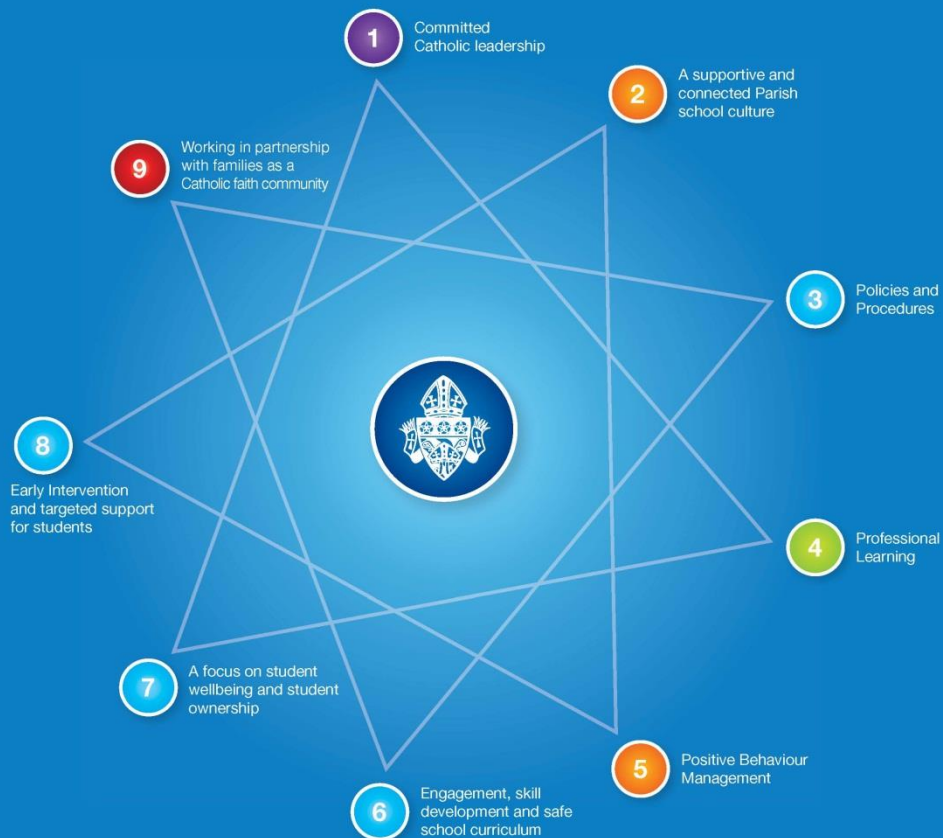 1
Committed
Catholic leadership
2
A supportive and
connected Parish
school culture
9
Working in partnership
with families as a
Catholic faith community
3
Policies and
Procedures
8
Early Intervention
and targeted support
for students
4
Professional
Learning
7
A focus on student
wellbeing and student
ownership
5
Positive Behaviour
Management
6
Engagement, skill
development and safe
school curriculum